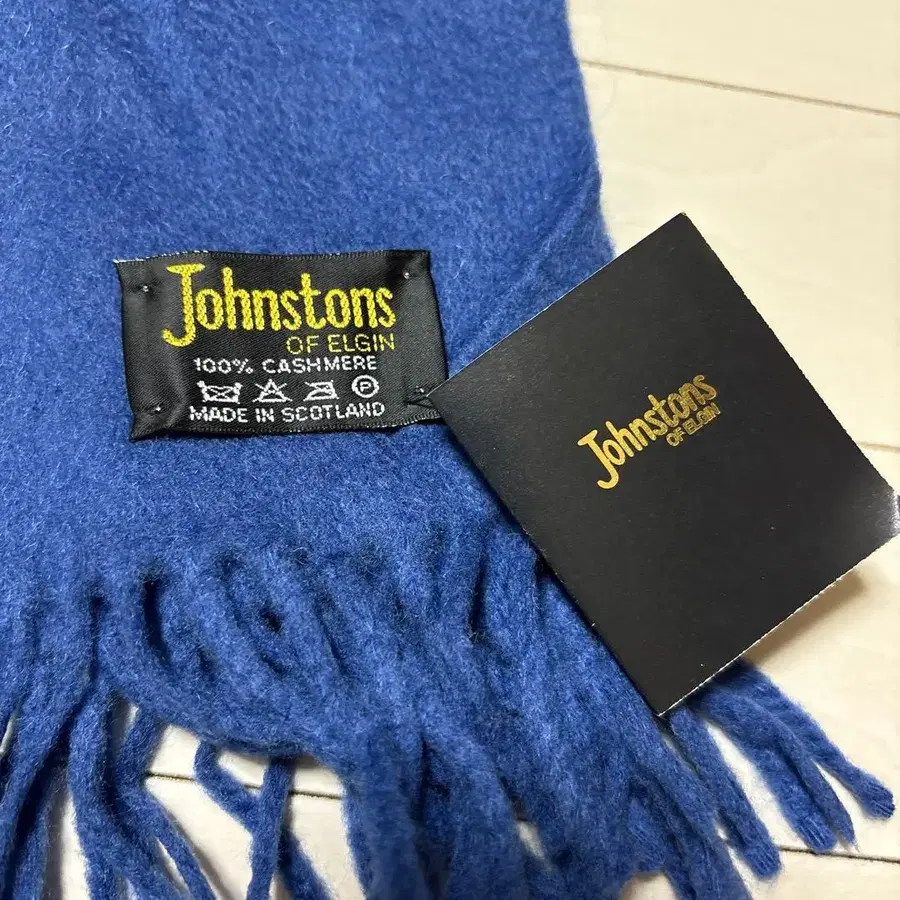 Johnstons
OF ELGIN
100% CASHMERE
P
MADE IN SCOTLAND
Johnstons
OF ELGIN